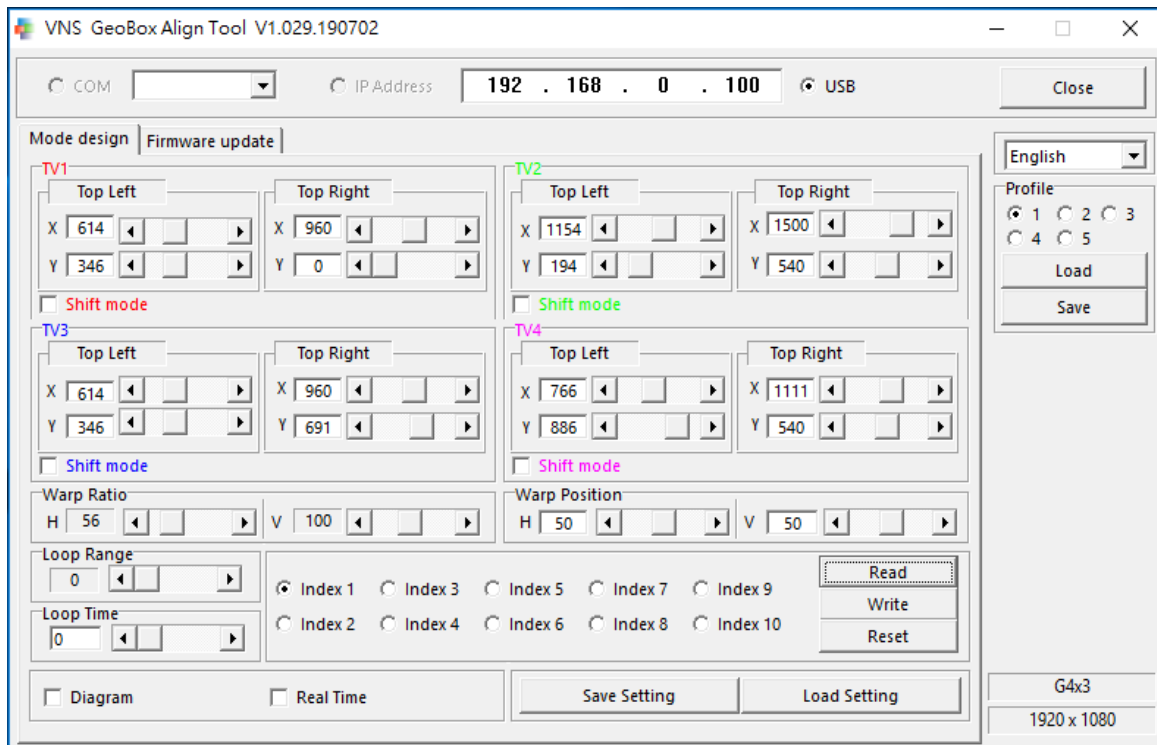 VNS GeoBox Align Tool V1.029.190702
COM IP Address 192 . 168 . 0 . 100 USB Close
Mode design Firmware update
English
Profile
1 2 3
4 5
Load
Save
TV1
Top Left Top Right
X 614 X 960
Y 346 Y 0
Shift mode
TV2
Top Left Top Right
X 1154 X 1500
Y 194 Y 540
Shift mode
TV3
Top Left Top Right
X 614 X 960
Y 346 Y 691
Shift mode
TV4
Top Left Top Right
X 766 X 1111
Y 886 Y 540
Shift mode
Warp Ratio
H 56 V 100
Warp Position
H 50 V 50
Loop Range
0
Loop Time
0
Index 1 Index 3 Index 5 Index 7 Index 9
Index 2 Index 4 Index 6 Index 8 Index 10
Read
Write
Reset
Diagram Real Time Save Setting Load Setting
G4x3
1920 x 1080